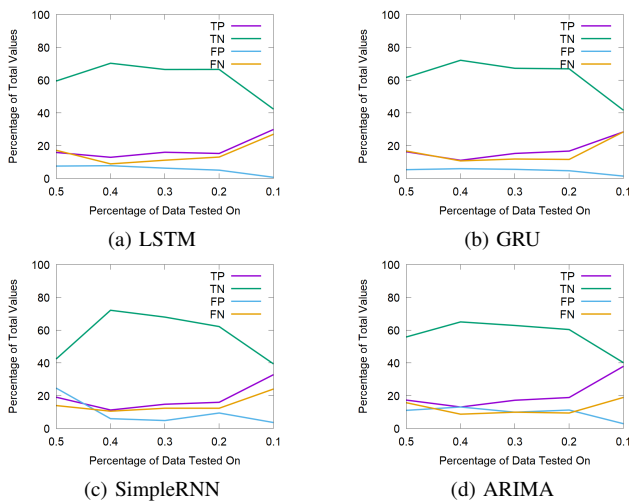 100
80
60
40
20
0
0.5 0.4 0.3 0.2 0.1
Percentage of Total Values
Percentage of Data Tested On
TP
TN
FP
FN
(a) LSTM
100
80
60
40
20
0
0.5 0.4 0.3 0.2 0.1
Percentage of Total Values
Percentage of Data Tested On
TP
TN
FP
FN
(b) GRU
100
80
60
40
20
0
0.5 0.4 0.3 0.2 0.1
Percentage of Total Values
Percentage of Data Tested On
TP
TN
FP
FN
(c) SimpleRNN
100
80
60
40
20
0
0.5 0.4 0.3 0.2 0.1
Percentage of Total Values
Percentage of Data Tested On
TP
TN
FP
FN
(d) ARIMA